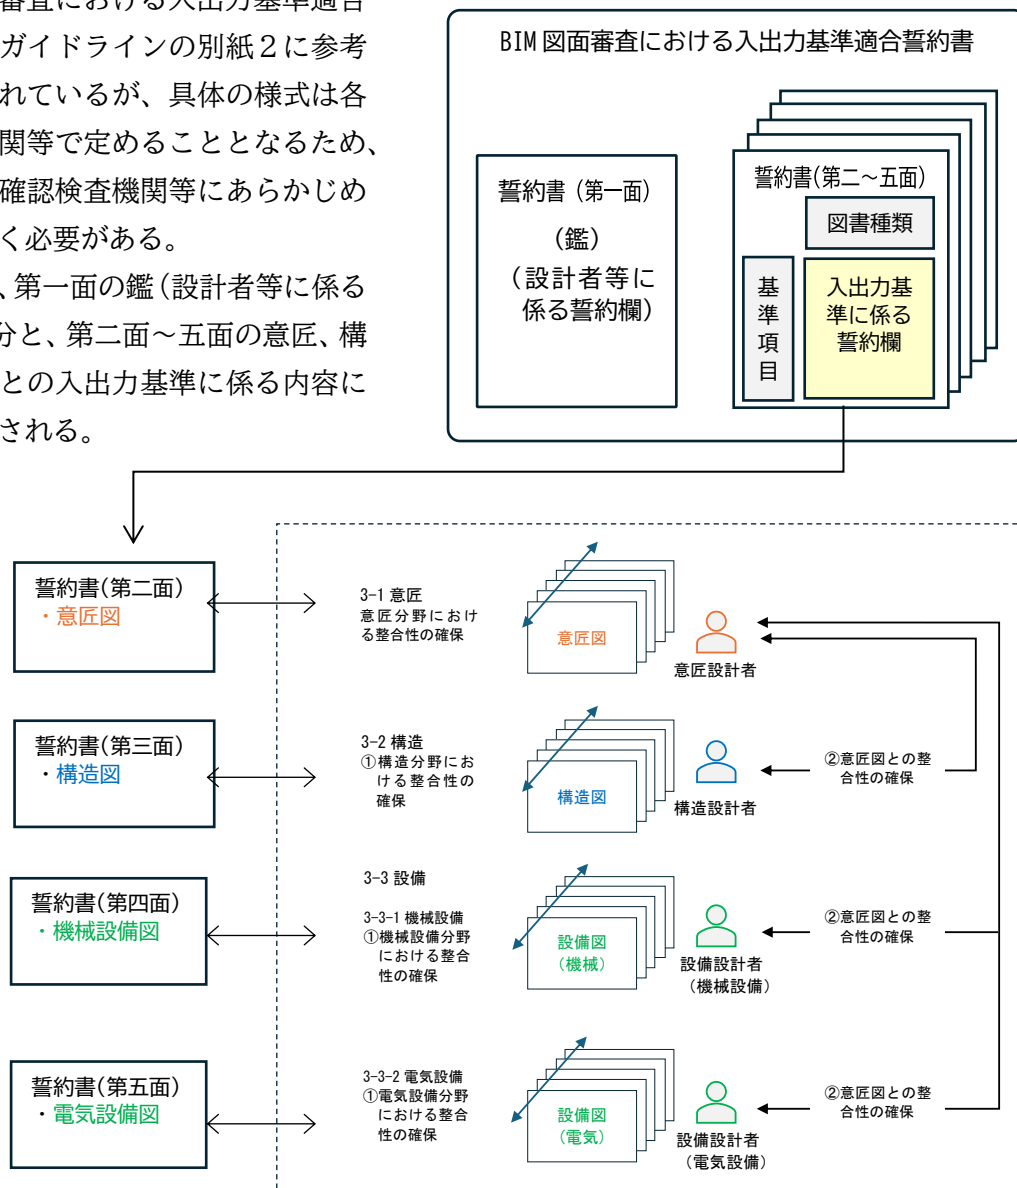 審査における入出力基準適合
ガイドラインの別紙２に参考
れているが、具体の様式は各
関等で定めることとなるため、
確認検査機関等にあらかじめ
く必要がある。
、第一面の鑑（設計者等に係る
分と、第二面～五面の意匠、構
との入出力基準に係る内容に
される。
BIM 図面審査における入出力基準適合誓約書
誓約書（第一面）
（鑑）
（設計者等に
係る誓約欄）
誓約書(第二～五面)
図書種類
基
準
項
目
入出力基
準に係る
誓約欄
誓約書(第二面)
・意匠図
3-1 意匠
意匠分野におけ
る整合性の確保
意匠図
意匠設計者
誓約書(第三面)
・構造図
3-2 構造
①構造分野にお
ける整合性の
確保
構造図
構造設計者
②意匠図との整
合性の確保
誓約書(第四面)
・機械設備図
3-3 設備
3-3-1 機械設備
①機械設備分野
における整合
性の確保
設備図
（機械）
設備設計者
（機械設備）
②意匠図との整
合性の確保
誓約書(第五面)
・電気設備図
3-3-2 電気設備
①電気設備分野
における整合
性の確保
設備図
（電気）
設備設計者
（電気設備）
②意匠図との整
合性の確保